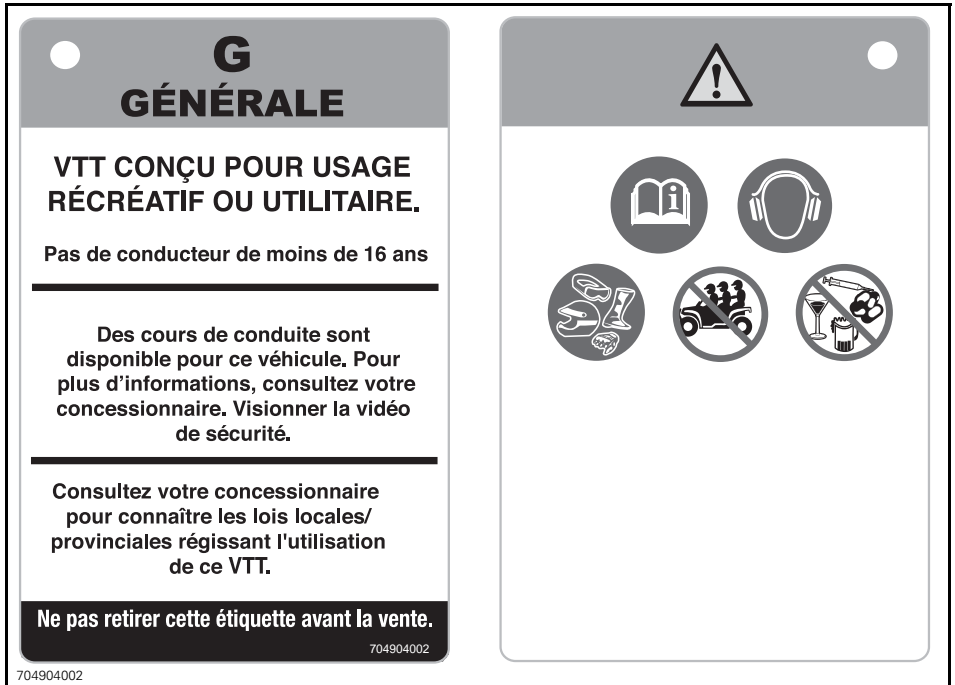 G
GÉNÉRALE
VTT CONÇU POUR USAGE
RÉCRÉATIF OU UTILITAIRE.
Pas de conducteur de moins de 16 ans
Des cours de conduite sont
disponible pour ce véhicule. Pour
plus d’informations, consultez votre
concessionnaire. Visionner la vidéo
de sécurité.
Consultez votre concessionnaire
pour connaître les lois locales/
provinciales régissant l'utilisation
de ce VTT.
Ne pas retirer cette étiquette avant la vente.
704904002
704904002
!
i